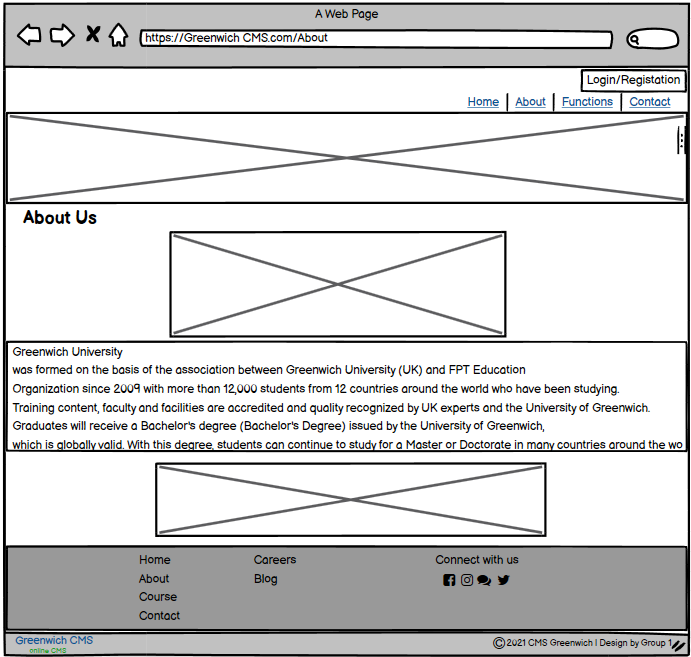 A Web Page
https://Greenwich CMS.com/About
Login/Registation
Home About Functions Contact
About Us
Greenwich University
was formed on the basis of the association between Greenwich University (UK) and FPT Education
Organization since 2009 with more than 12,000 students from 12 countries around the world who have been studying.
Training content, faculty and facilities are accredited and quality recognized by UK experts and the University of Greenwich.
Graduates will receive a Bachelor's degree (Bachelor's Degree) issued by the University of Greenwich,
which is globally valid. With this degree, students can continue to study for a Master or Doctorate in many countries around the wo
Home Careers Connect with us
About Blog
Course
Contact
Greenwich CMS
online CMS
©2021 CMS Greenwich I Design by Group 1